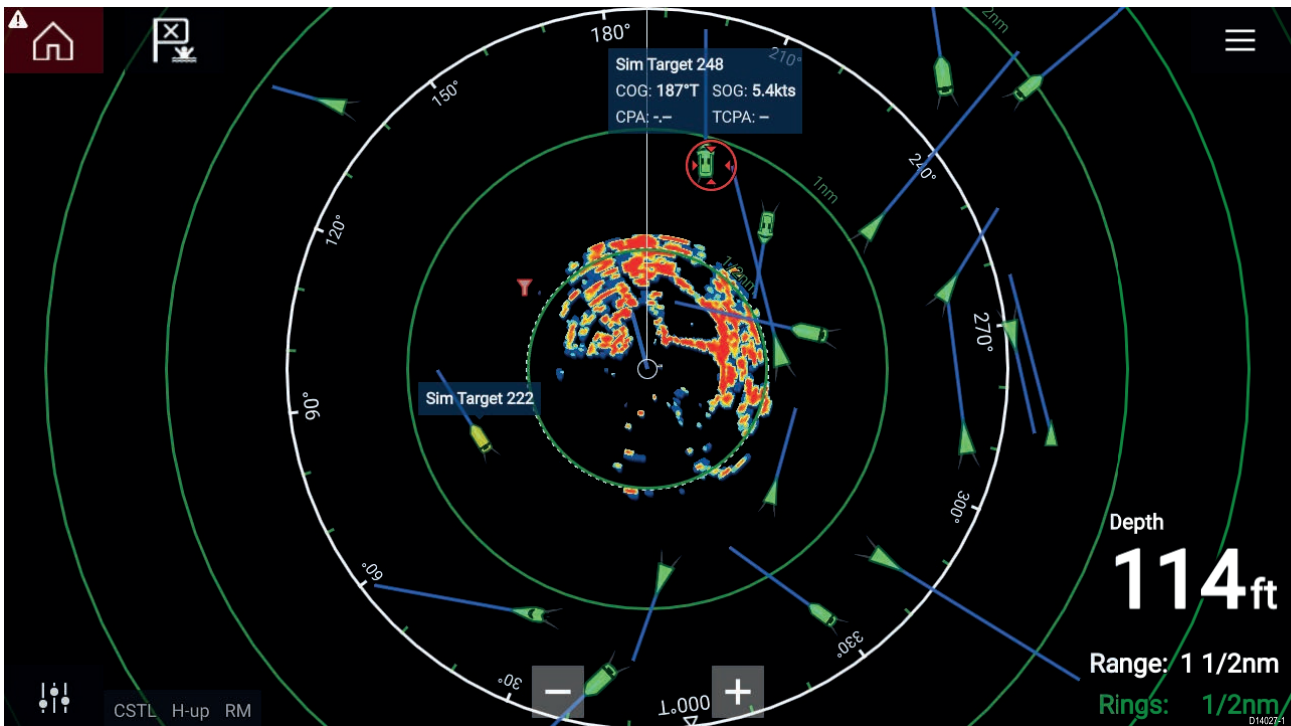 180°
210°
2nm
Sim Target 248
COG: 187°T SOG: 5.4kts
CPA: -.– TCPA: –
150°
240°
1nm
120°
1/2nm
270°
Sim Target 222
90°
300°
Depth
114ft
60°
330°
Range: 1 1/2nm
30°
000°T
CSTL H-up RM
Rings: 1/2nm
D14027-1